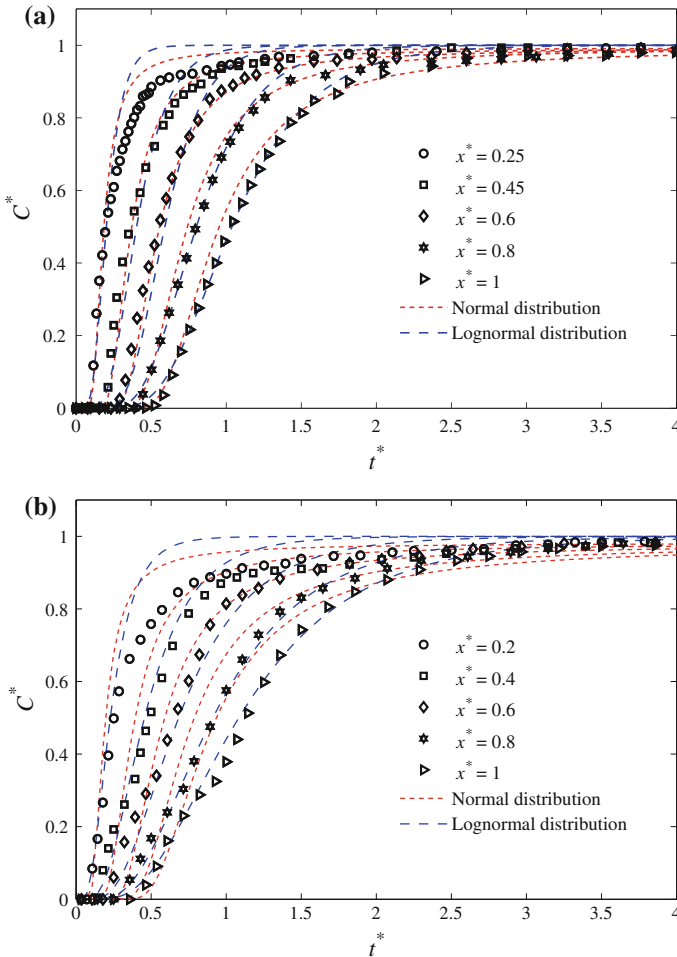 (a)
1
0.8
0.6
0.4
0.2
0
C*
x* = 0.25
x* = 0.45
x* = 0.6
x* = 0.8
x* = 1
Normal distribution
Lognormal distribution
0 0.5 1 1.5 2 2.5 3 3.5 4
t*
(b)
1
0.8
0.6
0.4
0.2
0
C*
x* = 0.2
x* = 0.4
x* = 0.6
x* = 0.8
x* = 1
Normal distribution
Lognormal distribution
0 0.5 1 1.5 2 2.5 3 3.5 4
t*